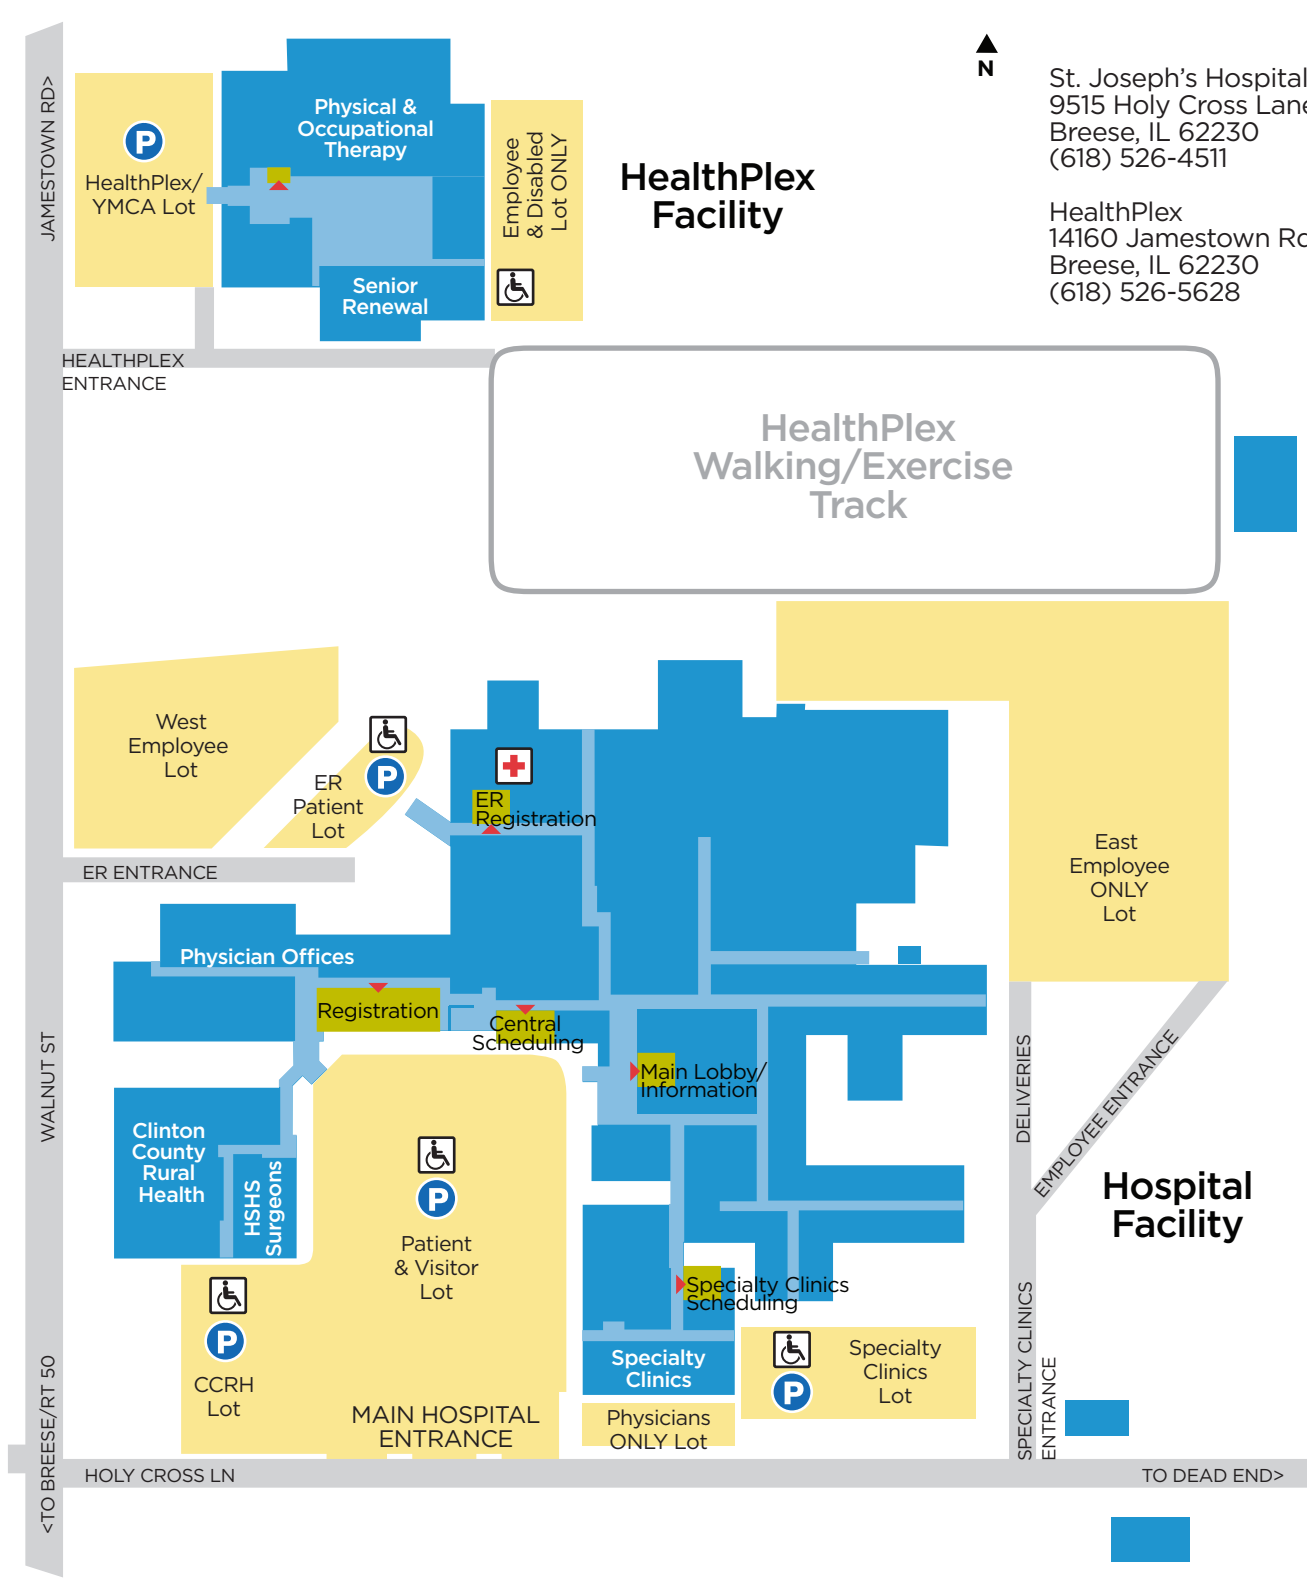 N
St. Joseph's Hospital
9515 Holy Cross Lane
Breese, IL 62230
(618) 526-4511
HealthPlex
14160 Jamestown Rd
Breese, IL 62230
(618) 526-5628
JAMESTOWN RD>
P
HealthPlex/
YMCA Lot
Physical &
Occupational
Therapy
Senior
Renewal
Employee
& Disabled
Lot ONLY
HealthPlex
Facility
HEALTHPLEX
ENTRANCE
HealthPlex
Walking/Exercise
Track
West
Employee
Lot
P
ER
Patient
Lot
ER
Registration
ER ENTRANCE
East
Employee
ONLY
Lot
Physician Offices
Registration
Central
Scheduling
Main Lobby/
Information
WALNUT ST
DELIVERIES
EMPLOYEE ENTRANCE
Clinton
County
Rural
Health
HSHS
Surgeons
P
Patient
& Visitor
Lot
Hospital
Facility
Specialty Clinics
Scheduling
P
CCRH
Lot
Specialty
Clinics
P
Specialty
Clinics
Lot
SPECIALTY CLINICS
ENTRANCE
MAIN HOSPITAL
ENTRANCE
Physicians
ONLY Lot
<TO BREESE/RT 50
HOLY CROSS LN
TO DEAD END>